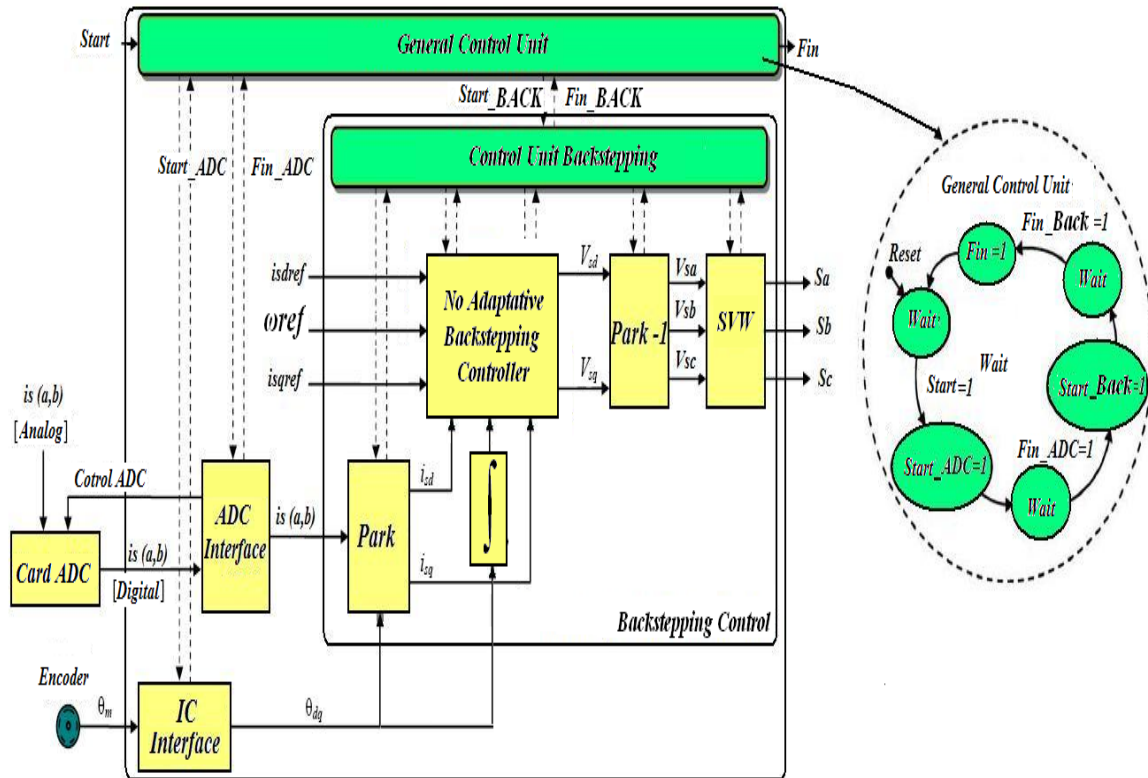 Start
General Control Unit
Fin
Start_BACK
Fin_BACK
Start_ADC
Fin_ADC
Control Unit Backstepping
isdref
ωref
isqref
No Adaptative
Backstepping
Controller
Vsd
Vsq
Park -1
Vsa
Vsb
Vsc
SVW
Sa
Sb
Sc
is (a,b)
[Analog]
Cotrol ADC
Card ADC
is (a,b)
[Digital]
ADC
Interface
is (a,b)
Park
isd
isq
∫
Backstepping Control
Encoder
θm
IC
Interface
θdq
General Control Unit
Fin_Back =1
Fin =1
Reset
Wait
Wait
Wait
Start=1
Start_Back=1
Fin_ADC=1
Start_ADC=1
Wait